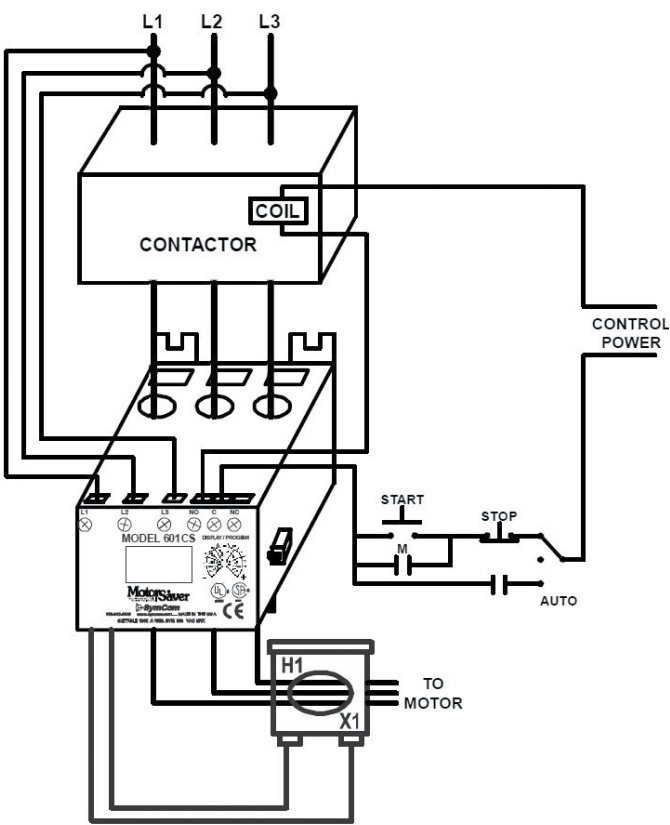 L1 L2 L3
COIL
CONTACTOR
CONTROL
POWER
START
STOP
M
AUTO
L1 L2 L3 NO C NC
MODEL 601CS DISPLAY / PROGRAM
MotorSaver
SymCom
UL
CE
H1
X1
TO
MOTOR